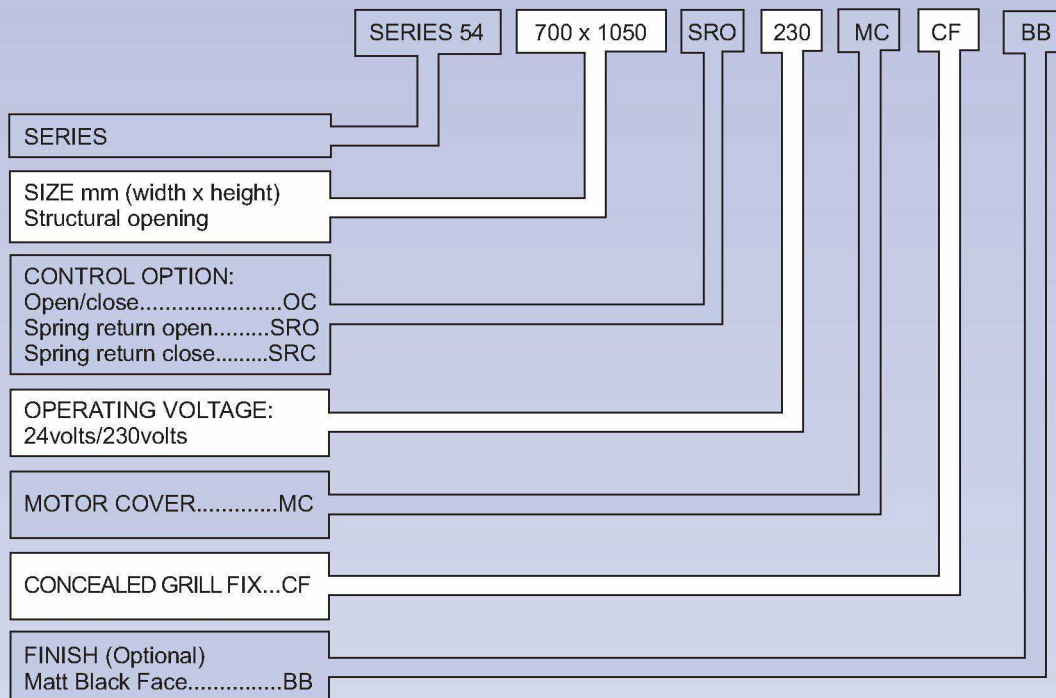 SERIES 54 700 x 1050 SRO 230 MC CF BB
SERIES
SIZE mm (width x height)
Structural opening
CONTROL OPTION:
Open/close.......................OC
Spring return open.........SRO
Spring return close.........SRC
OPERATING VOLTAGE:
24volts/230volts
MOTOR COVER.............MC
CONCEALED GRILL FIX...CF
FINISH (Optional)
Matt Black Face...............BB